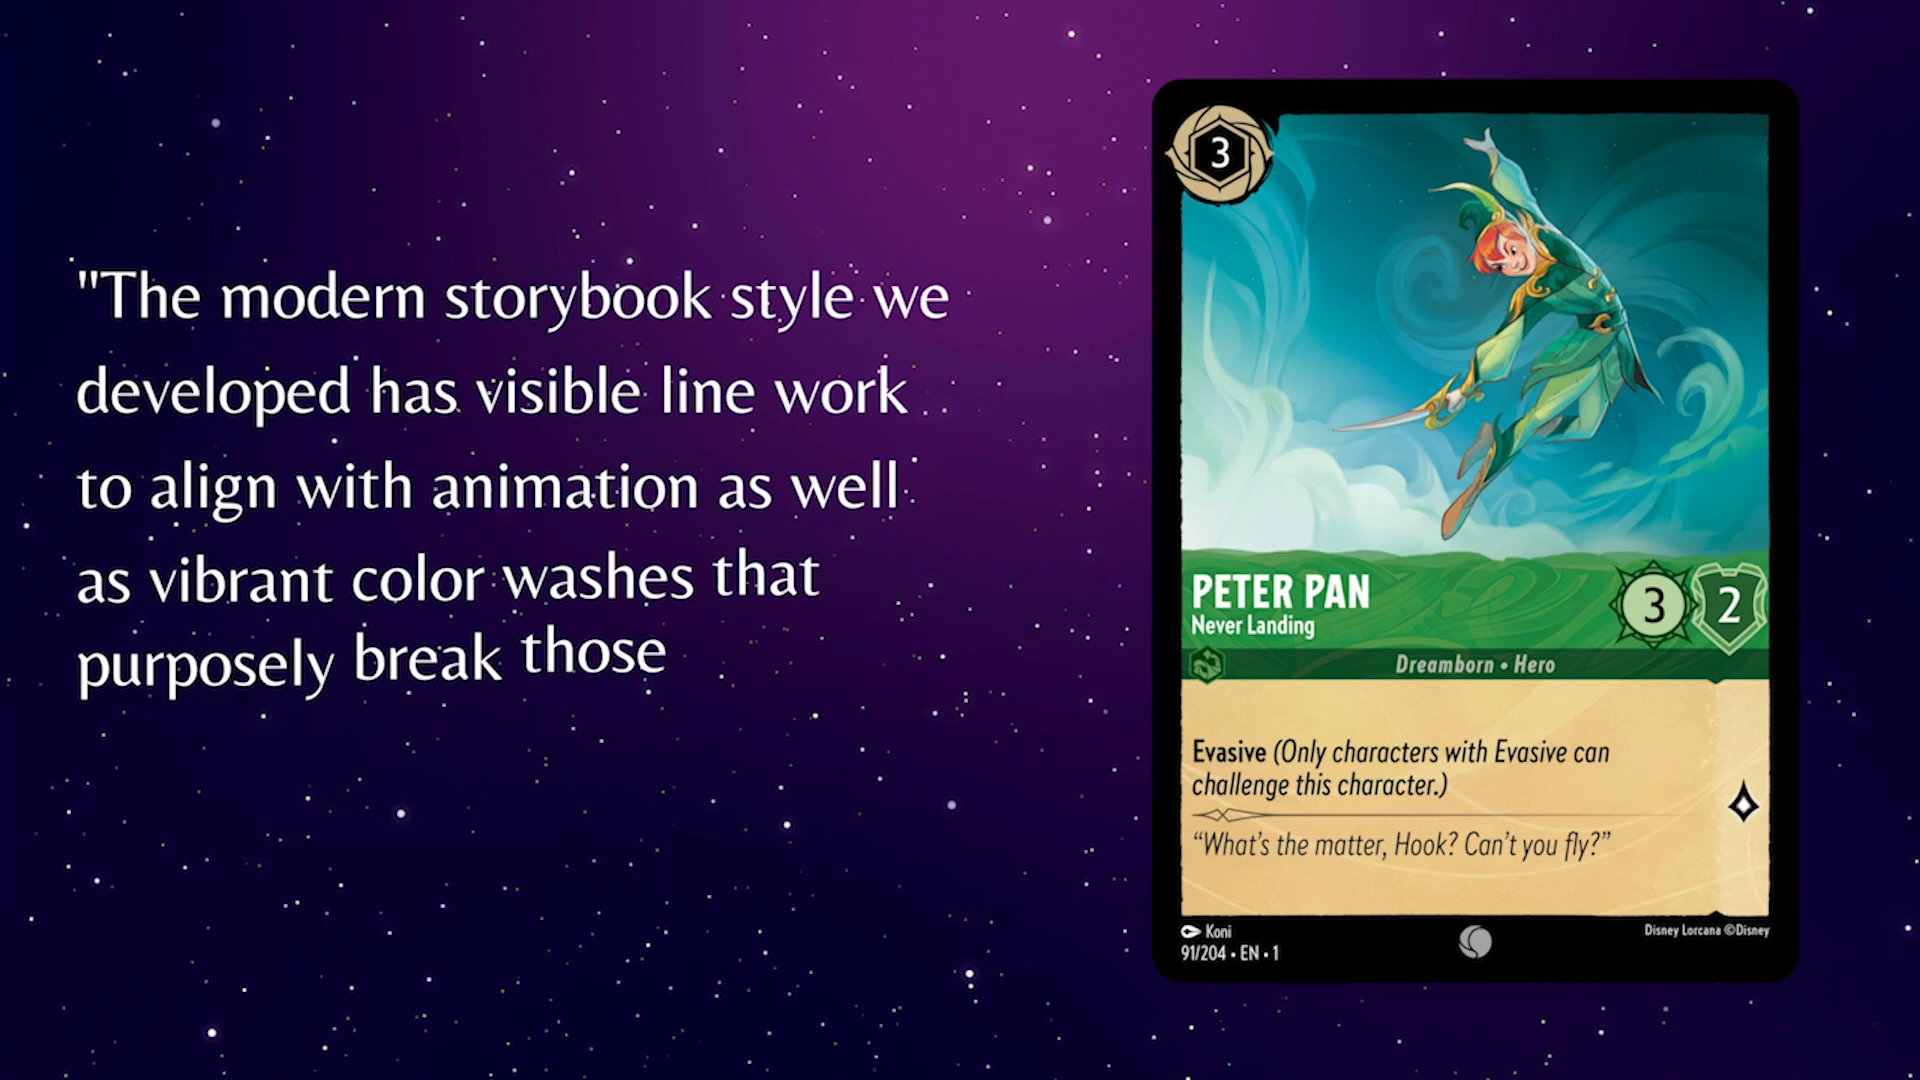 "The modern storybook style we
developed has visible line work
to align with animation as well
as vibrant color washes that
purposely break those
3
PETER PAN
Never Landing
3 2
Dreamborn • Hero
Evasive (Only characters with Evasive can
challenge this character.)
“What’s the matter, Hook? Can’t you fly?”
Koni
91/204 • EN • 1
Disney Lorcana ©Disney